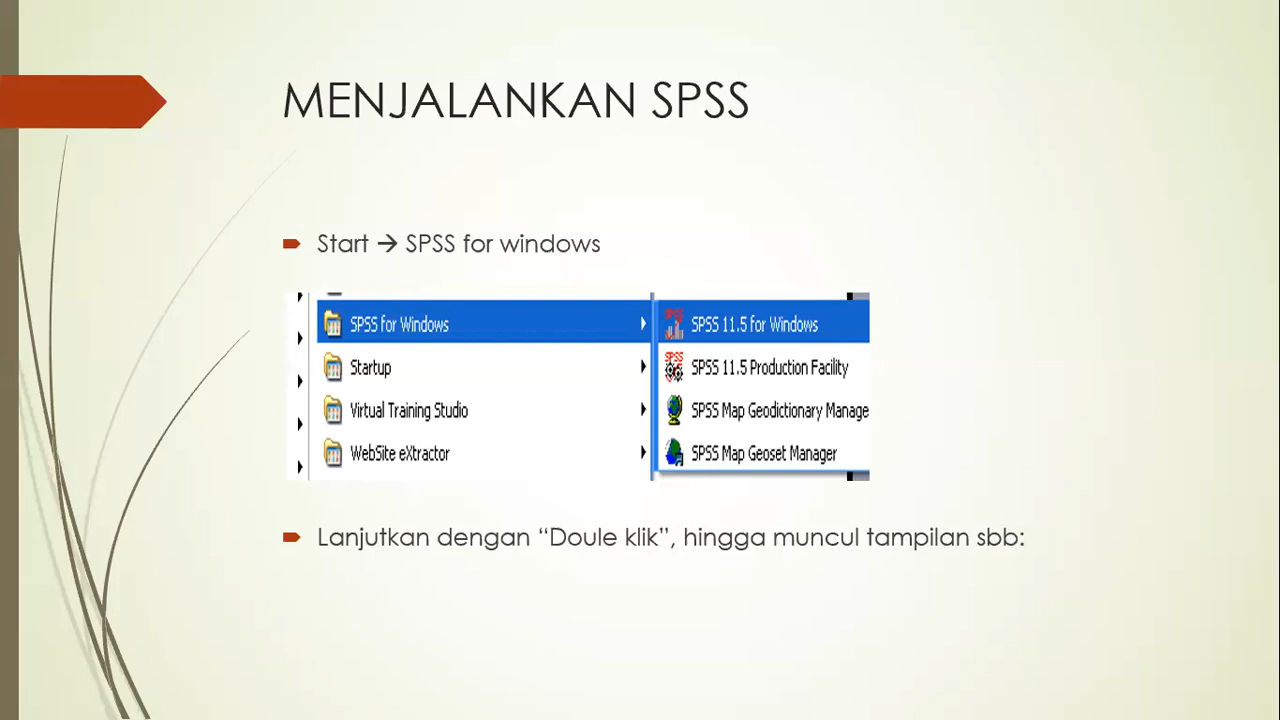 MENJALANKAN SPSS
Start → SPSS for windows
SPSS for Windows
Startup
Virtual Training Studio
WebSite eXtractor
SPSS 11.5 for Windows
SPSS 11.5 Production Facility
SPSS Map Geodictionary Manage
SPSS Map Geoset Manager
Lanjutkan dengan “Doule klik”, hingga muncul tampilan sbb: